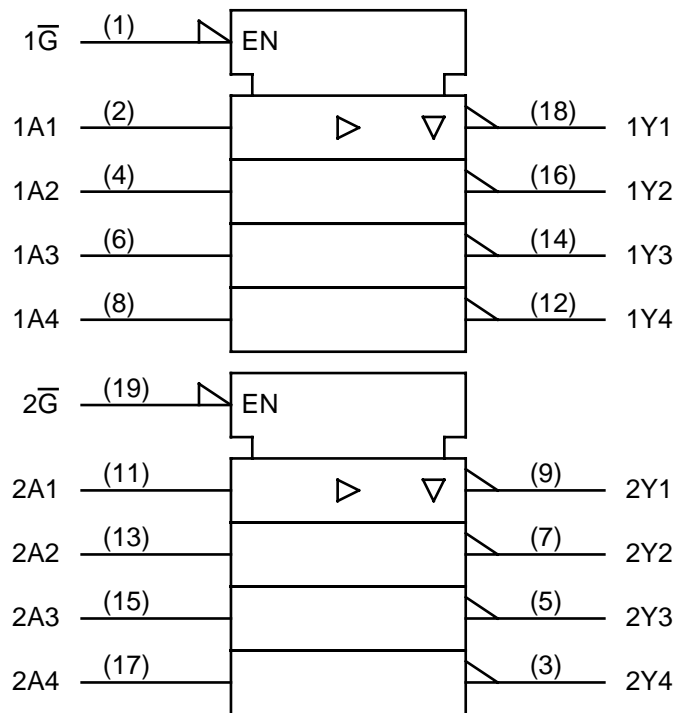 1G̅ (1) EN
1A1 (2) (18) 1Y1
1A2 (4) (16) 1Y2
1A3 (6) (14) 1Y3
1A4 (8) (12) 1Y4
2G̅ (19) EN
2A1 (11) (9) 2Y1
2A2 (13) (7) 2Y2
2A3 (15) (5) 2Y3
2A4 (17) (3) 2Y4